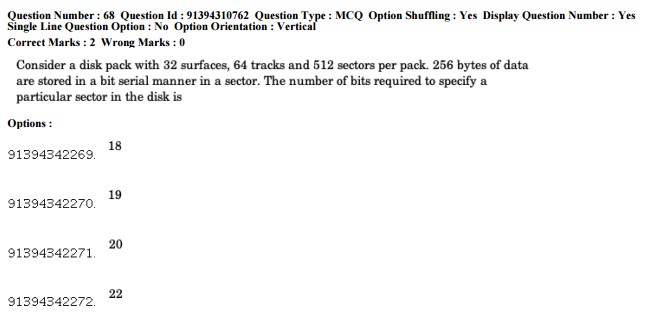 Question Number : 68 Question Id : 91394310762 Question Type : MCQ Option Shuffling : Yes Display Question Number : Yes
Single Line Question Option : No Option Orientation : Vertical
Correct Marks : 2 Wrong Marks : 0
Consider a disk pack with 32 surfaces, 64 tracks and 512 sectors per pack. 256 bytes of data
are stored in a bit serial manner in a sector. The number of bits required to specify a
particular sector in the disk is
Options :
91394342269. 18
91394342270. 19
91394342271. 20
91394342272. 22